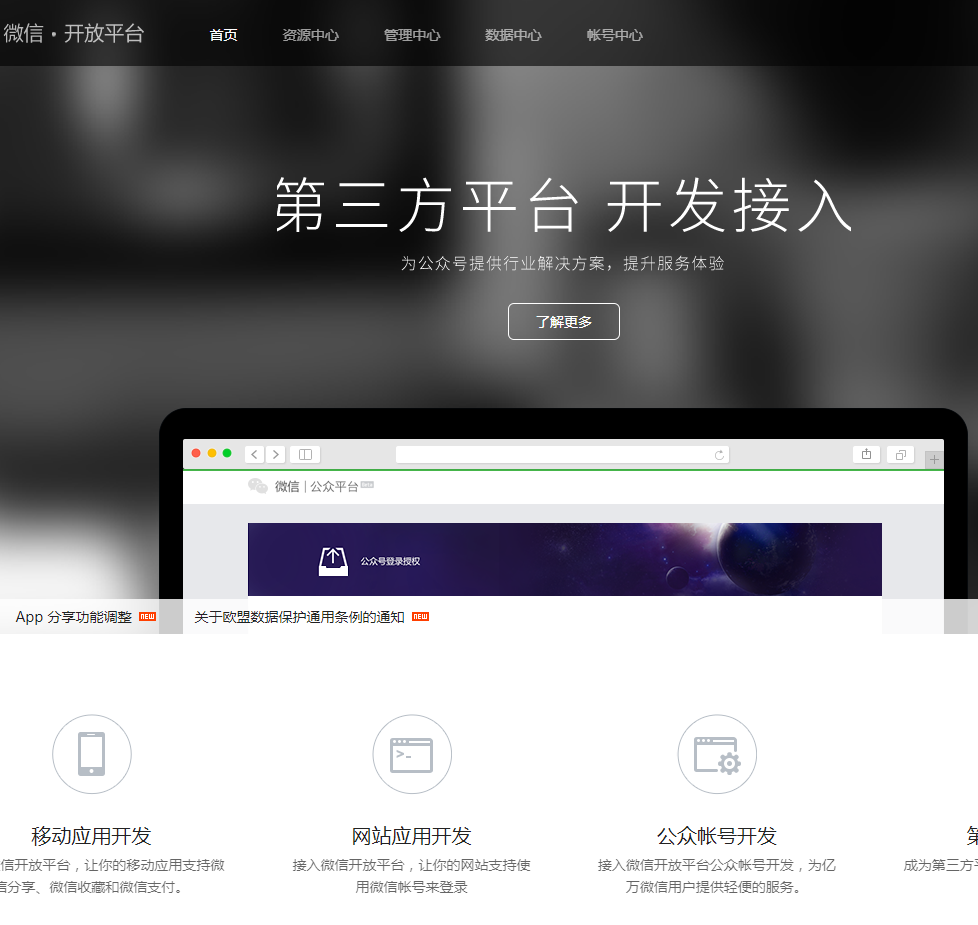 微信·开放平台 首页 资源中心 管理中心 数据中心 帐号中心
第三方平台 开发接入
为公众号提供行业解决方案，提升服务体验
了解更多
微信 | 公众平台
公众号登录授权
App 分享功能调整 NEW 关于欧盟数据保护通用条例的通知 NEW
移动应用开发 网站应用开发 公众帐号开发 第
信开放平台，让你的移动应用支持微 接入微信开放平台，让你的网站支持使 接入微信开放平台公众帐号开发，为亿 成为第三方平
信分享、微信收藏和微信支付。 用微信帐号来登录 万微信用户提供轻便的服务。